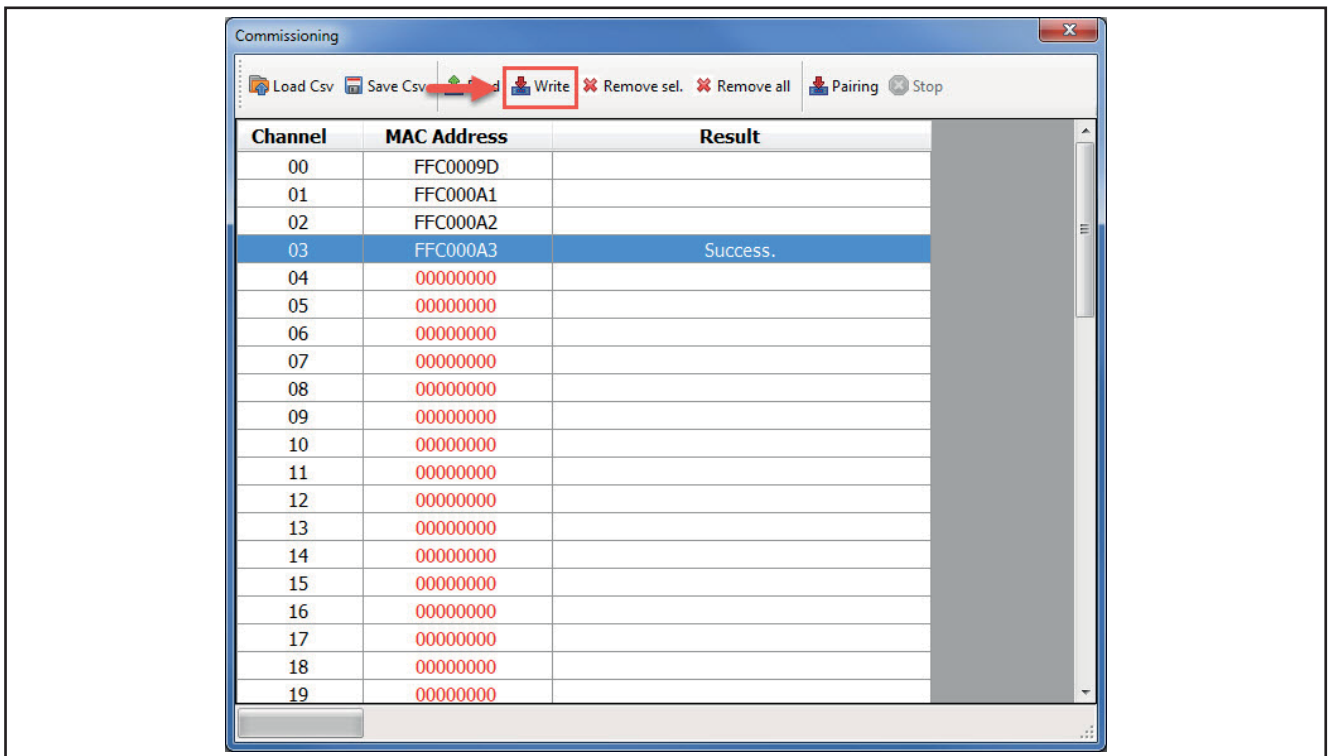 Commissioning
Load Csv Save Csv Write Remove sel. Remove all Pairing Stop
Channel MAC Address Result
00 FFC0009D
01 FFC000A1
02 FFC000A2
03 FFC000A3 Success.
04 00000000
05 00000000
06 00000000
07 00000000
08 00000000
09 00000000
10 00000000
11 00000000
12 00000000
13 00000000
14 00000000
15 00000000
16 00000000
17 00000000
18 00000000
19 00000000